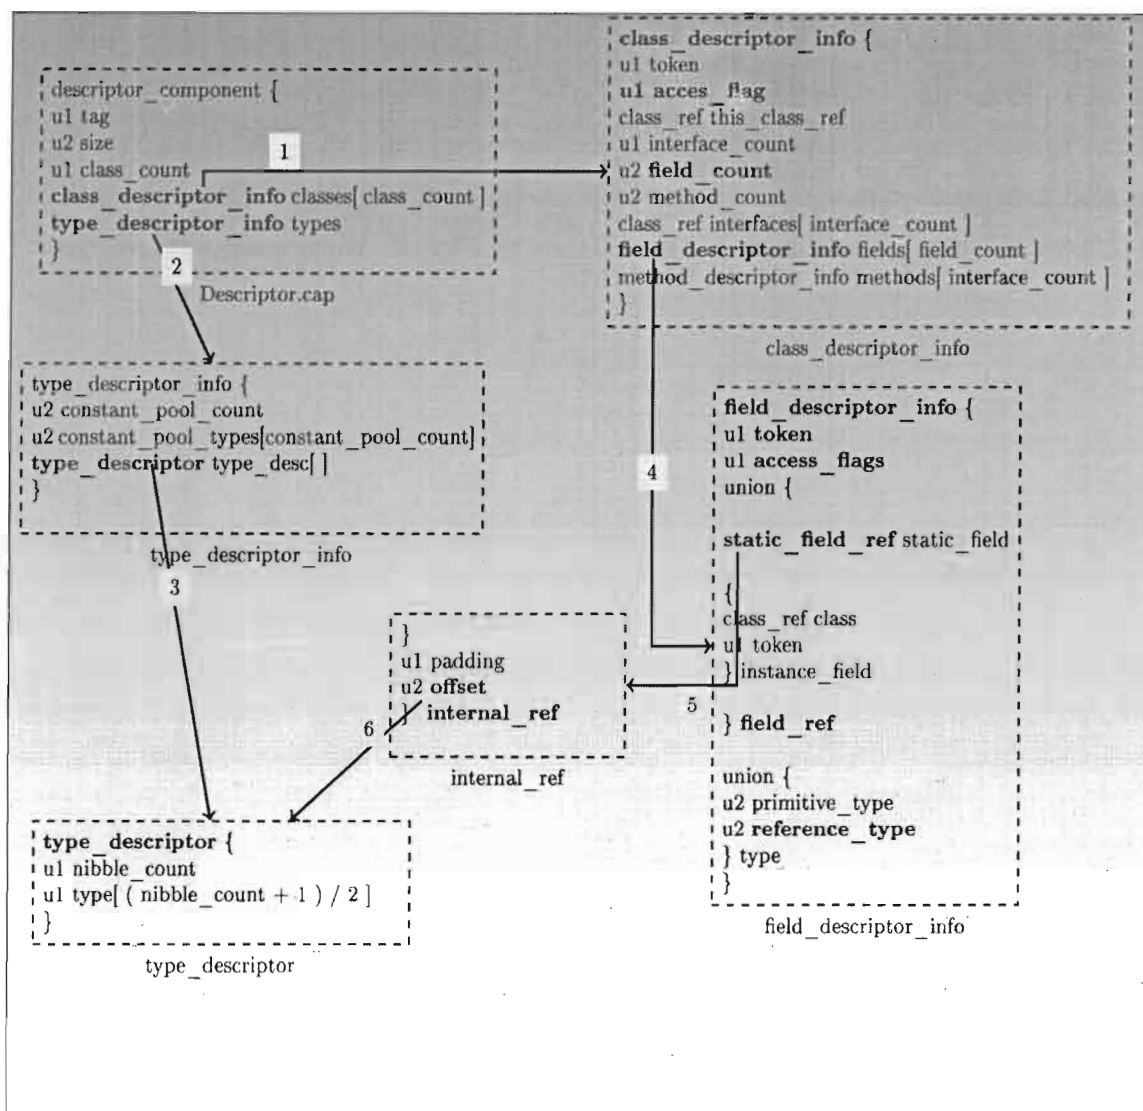 class_descriptor_info {
u1 token
u1 acces_flag
class_ref this_class_ref
u1 interface_count
u2 field_count
u2 method_count
class_ref interfaces[ interface_count ]
field_descriptor_info fields[ field_count ]
method_descriptor_info methods[ interface_count ]
}
class_descriptor_info
descriptor_component {
u1 tag
u2 size
u1 class_count
class_descriptor_info classes[ class_count ]
type_descriptor_info types
}
Descriptor.cap
1
2
type_descriptor_info {
u2 constant_pool_count
u2 constant_pool_types[constant_pool_count]
type_descriptor type_desc[ ]
}
type_descriptor_info
3
4
field_descriptor_info {
u1 token
u1 access_flags
union {
static_field_ref static_field
{
class_ref class
u1 token
} instance_field
} field_ref
union {
u2 primitive_type
u2 reference_type
} type
}
field_descriptor_info
5
}
u1 padding
u2 offset
} internal_ref
internal_ref
6
type_descriptor {
u1 nibble_count
u1 type[ ( nibble_count + 1 ) / 2 ]
}
type_descriptor